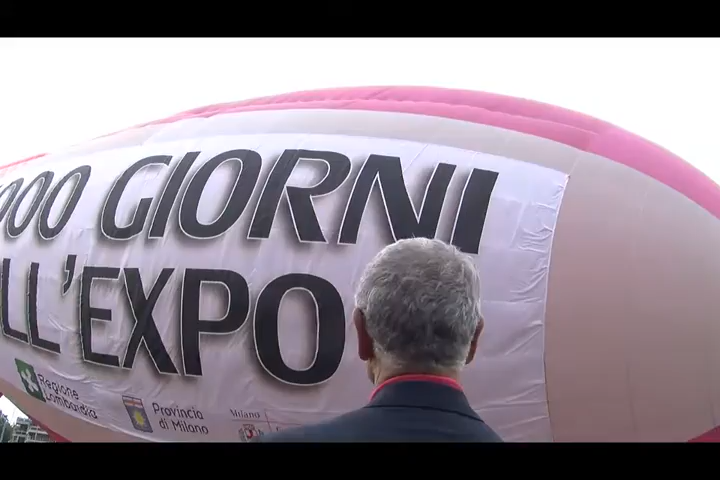 000 GIORNI
LL'EXPO
Regione
Lombardia
Provincia
di Milano
Milano